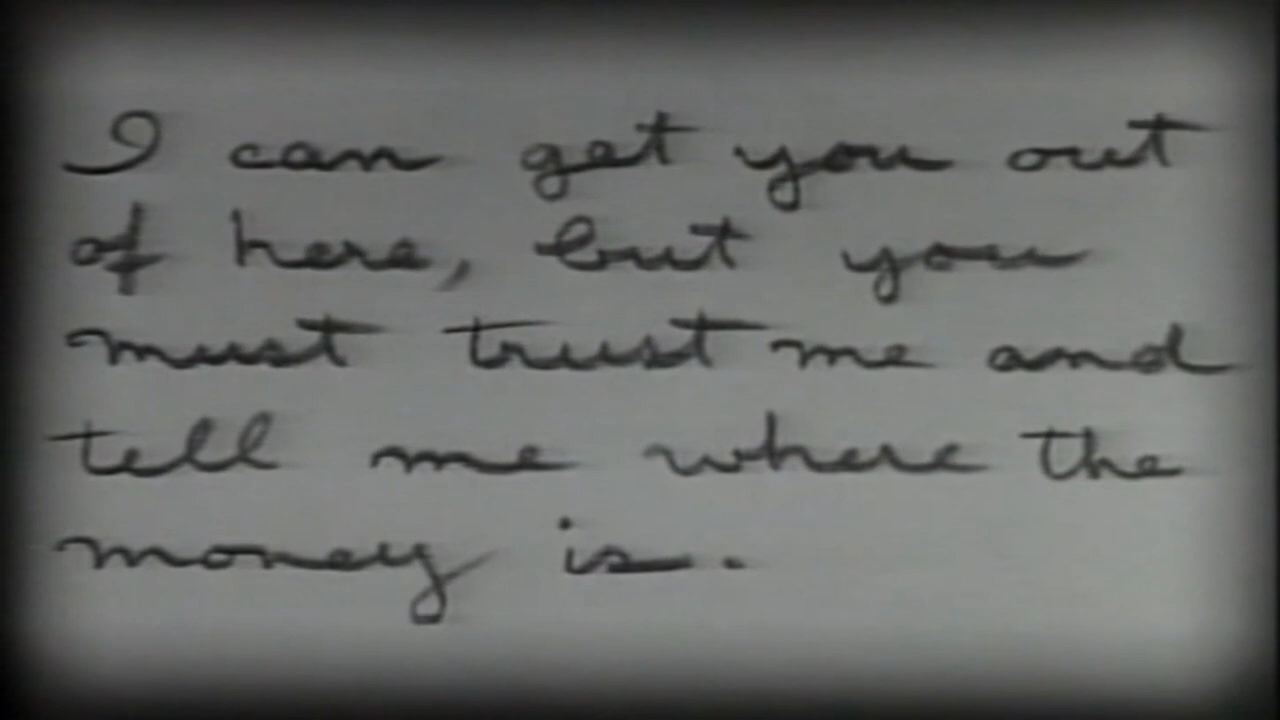 I can get you out
of here, but you
must trust me and
tell me where the
money is.